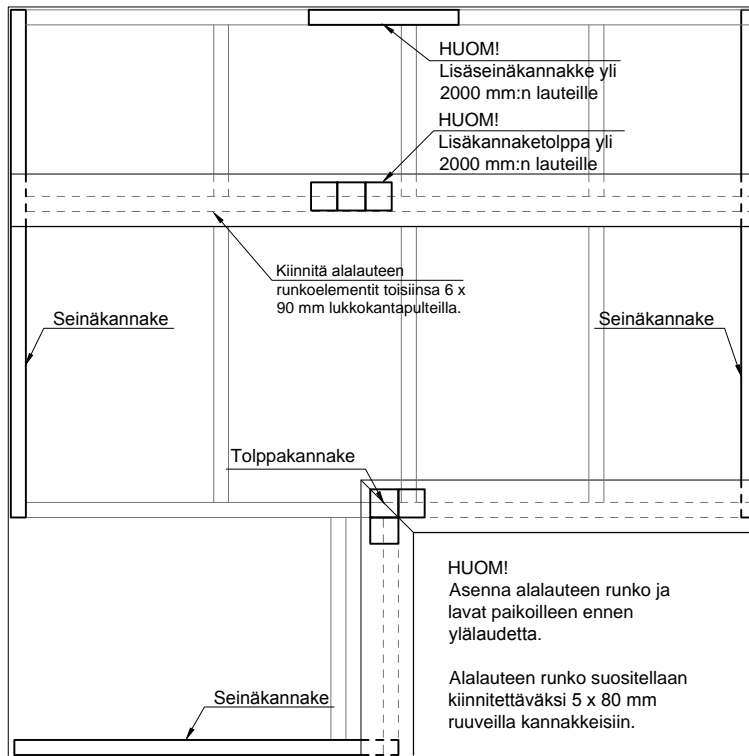 HUOM!
Lisäseinäkannakke yli
2000 mm:n lauteille
HUOM!
Lisäkannaketolppa yli
2000 mm:n lauteille
Kiinnitä alalauteen
runkoelementit toisiinsa 6 x
90 mm lukkokantapulteilla.
Seinäkannake
Seinäkannake
Tolppakannake
HUOM!
Asenna alalauteen runko ja
lavat paikoilleen ennen
ylälaudetta.
Alalauteen runko suositellaan
kiinnitettäväksi 5 x 80 mm
ruuveilla kannakkeisiin.
Seinäkannake